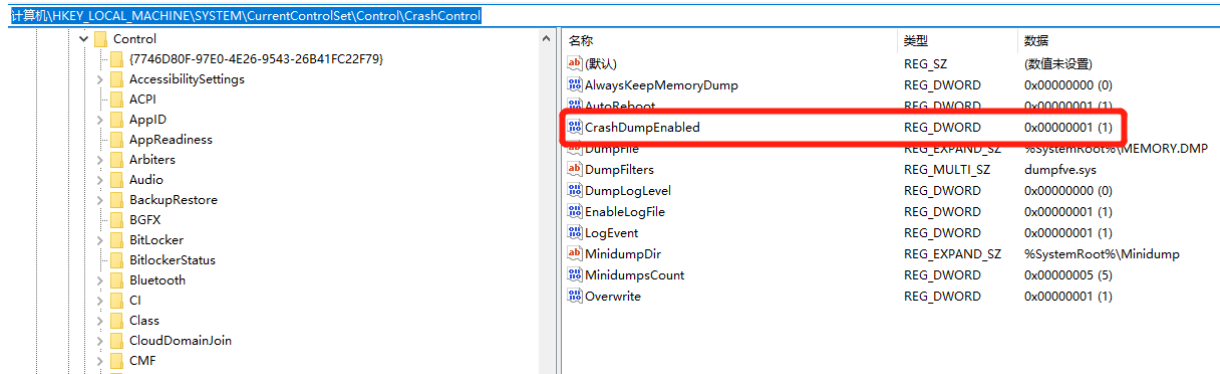 计算机\HKEY_LOCAL_MACHINE\SYSTEM\CurrentControlSet\Control\CrashControl
Control
{7746D80F-97E0-4E26-9543-26B41FC22F79}
AccessibilitySettings
ACPI
AppID
AppReadiness
Arbiters
Audio
BackupRestore
BGFX
BitLocker
BitlockerStatus
Bluetooth
CI
Class
CloudDomainJoin
CMF
名称 类型 数据
(默认) REG_SZ (数值未设置)
AlwaysKeepMemoryDump REG_DWORD 0x00000000 (0)
AutoReboot REG_DWORD 0x00000001 (1)
CrashDumpEnabled REG_DWORD 0x00000001 (1)
DumpFile REG_EXPAND_SZ %SystemRoot%\MEMORY.DMP
DumpFilters REG_MULTI_SZ dumpfve.sys
DumpLogLevel REG_DWORD 0x00000000 (0)
EnableLogFile REG_DWORD 0x00000001 (1)
LogEvent REG_DWORD 0x00000001 (1)
MinidumpDir REG_EXPAND_SZ %SystemRoot%\Minidump
MinidumpsCount REG_DWORD 0x00000005 (5)
Overwrite REG_DWORD 0x00000001 (1)